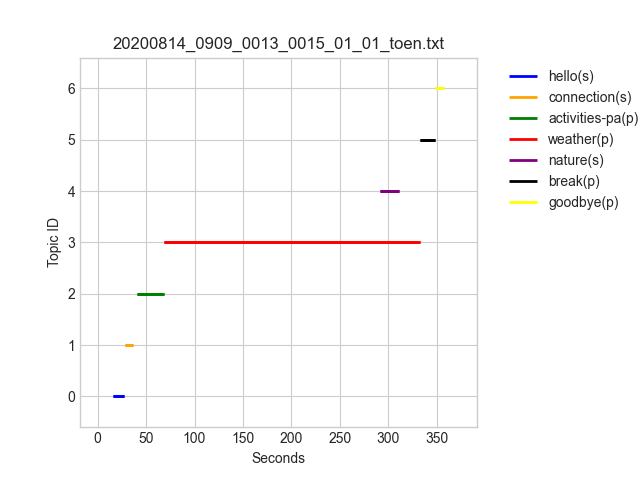 20200814_0909_0013_0015_01_01_toen.txt
hello(s)
connection(s)
activities-pa(p)
weather(p)
nature(s)
break(p)
goodbye(p)
Topic ID
6
5
4
3
2
1
0
0 50 100 150 200 250 300 350
Seconds